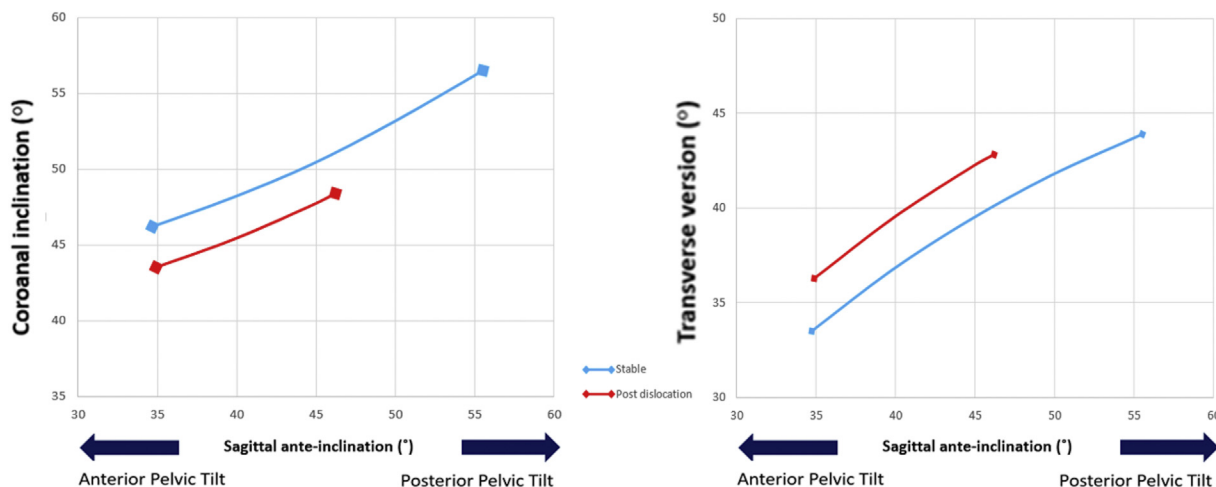 60
55
50
45
40
35
30 35 40 45 50 55 60
Coroanal inclination (°)
Sagittal ante-inclination (°)
Anterior Pelvic Tilt
Posterior Pelvic Tilt
Stable
Post dislocation
50
45
40
35
30
30 35 40 45 50 55 60
Transverse version (°)
Sagittal ante-inclination (°)
Anterior Pelvic Tilt
Posterior Pelvic Tilt